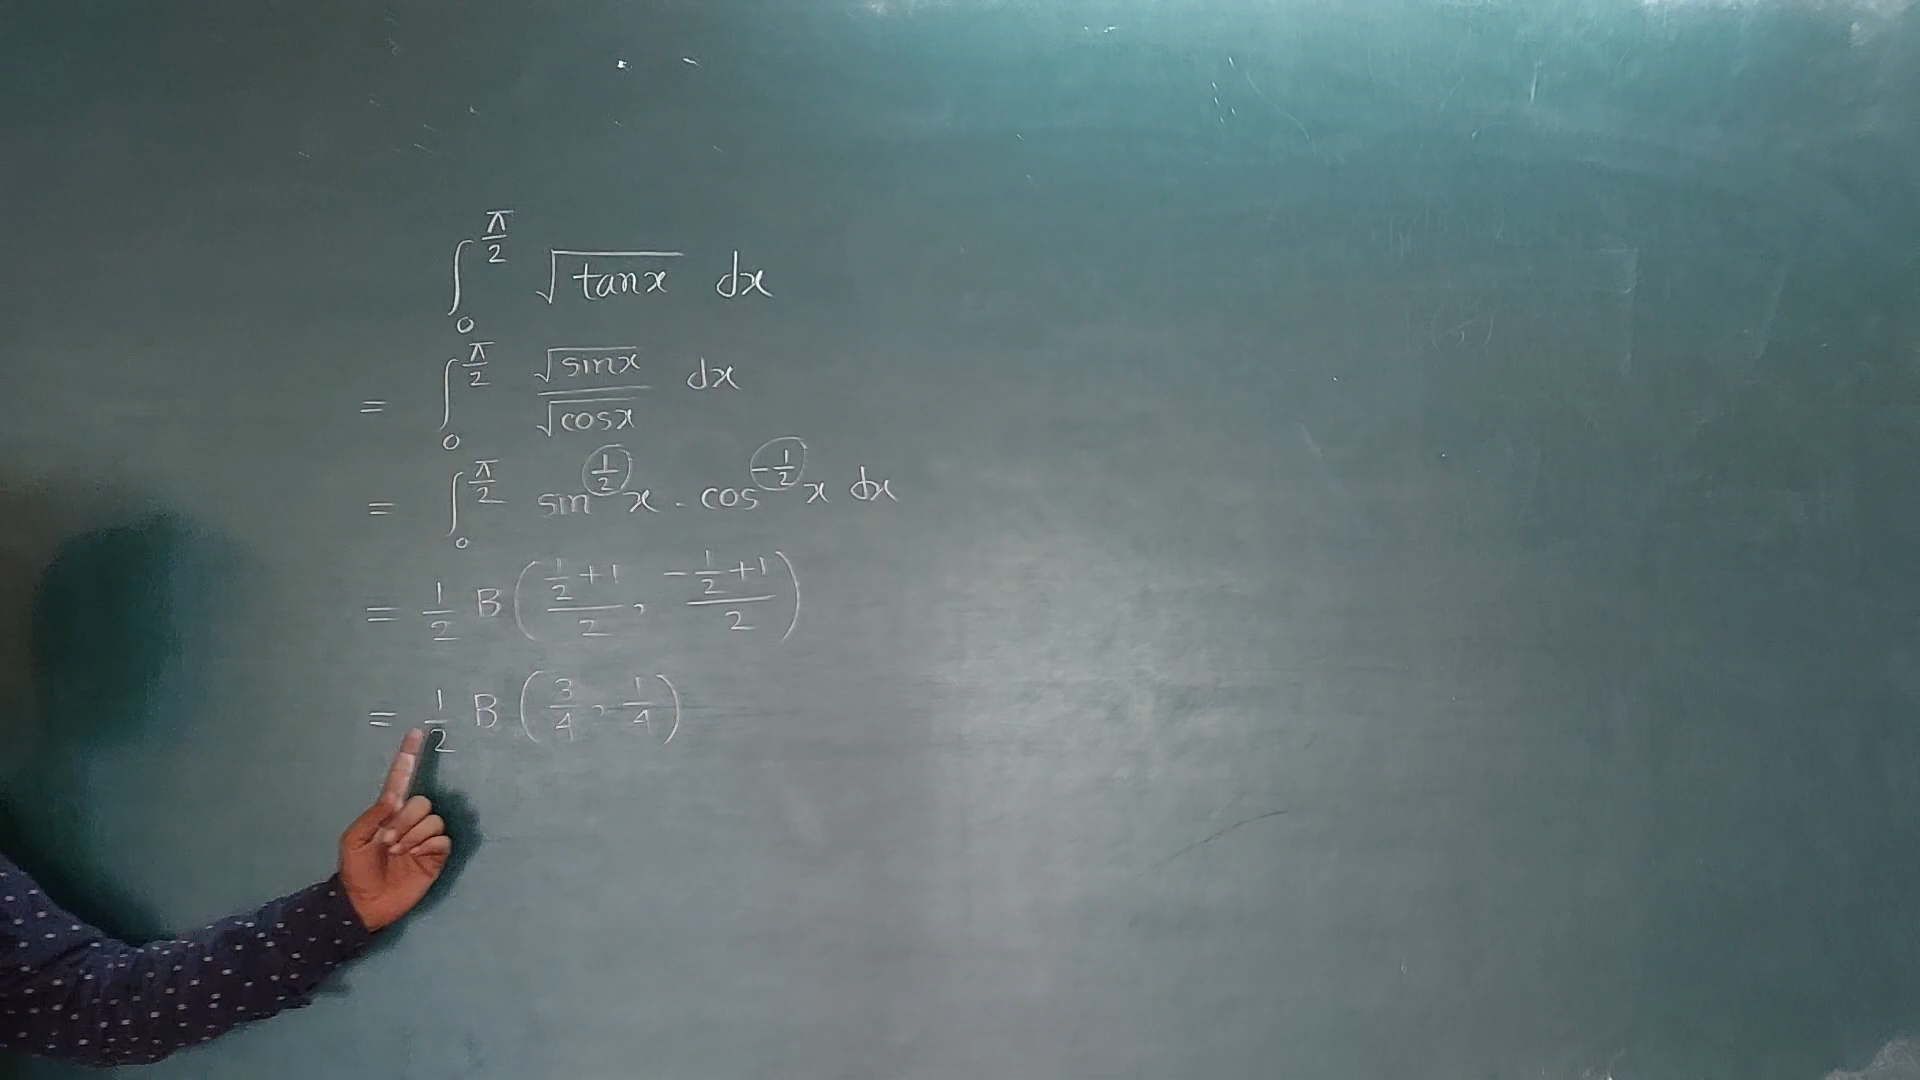 ∫₀^(π/2) √(tanx) dx
= ∫₀^(π/2) √(sinx)/√(cosx) dx
= ∫₀^(π/2) sin^(1/2) x . cos^(-1/2) x dx
= 1/2 B((1/2+1)/2, (-1/2+1)/2)
= 1/2 B(3/4, 1/4)